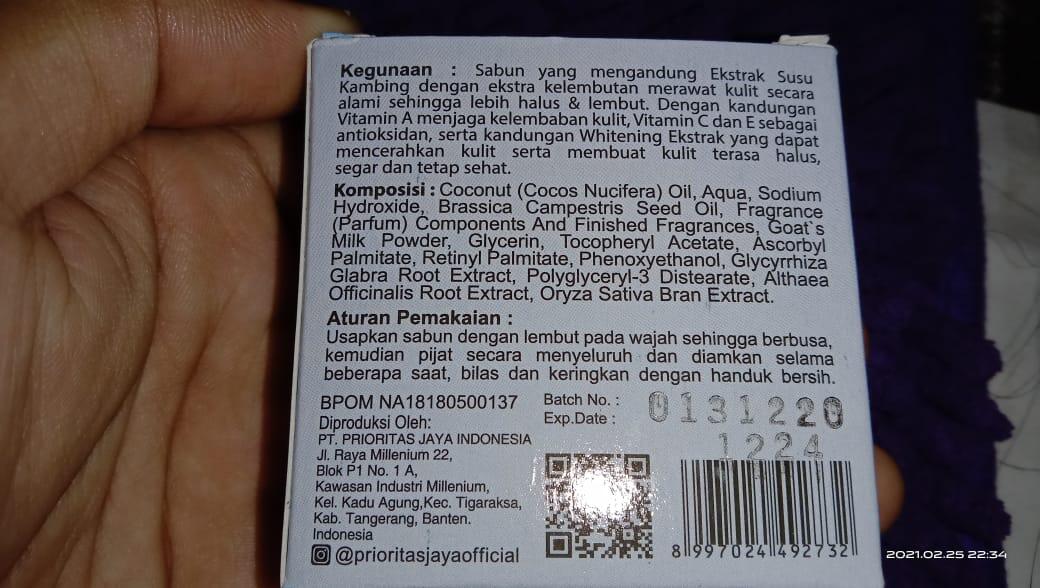 Kegunaan : Sabun yang mengandung Ekstrak Susu
Kambing dengan ekstra kelembutan merawat kulit secara
alami sehingga lebih halus & lembut. Dengan kandungan
Vitamin A menjaga kelembaban kulit, Vitamin C dan E sebagai
antioksidan, serta kandungan Whitening Ekstrak yang dapat
mencerahkan kulit serta membuat kulit terasa halus,
segar dan tetap sehat.
Komposisi : Coconut (Cocos Nucifera) Oil, Aqua, Sodium
Hydroxide, Brassica Campestris Seed Oil, Fragrance
(Parfum) Components And Finished Fragrances, Goat`s
Milk Powder, Glycerin, Tocopheryl Acetate, Ascorbyl
Palmitate, Retinyl Palmitate, Phenoxyethanol, Glycyrrhiza
Glabra Root Extract, Polyglyceryl-3 Distearate, Althaea
Officinalis Root Extract, Oryza Sativa Bran Extract.
Aturan Pemakaian :
Usapkan sabun dengan lembut pada wajah sehingga berbusa,
kemudian pijat secara menyeluruh dan diamkan selama
beberapa saat, bilas dan keringkan dengan handuk bersih.
BPOM NA18180500137
Diproduksi Oleh:
PT. PRIORITAS JAYA INDONESIA
Jl. Raya Millenium 22,
Blok P1 No. 1 A,
Kawasan Industri Millenium,
Kel. Kadu Agung,Kec. Tigaraksa,
Kab. Tangerang, Banten.
Indonesia
@prioritasjayaofficial
Batch No. : 0131220
Exp.Date : 1224
8 997024 492732
2021.02.25 22:34